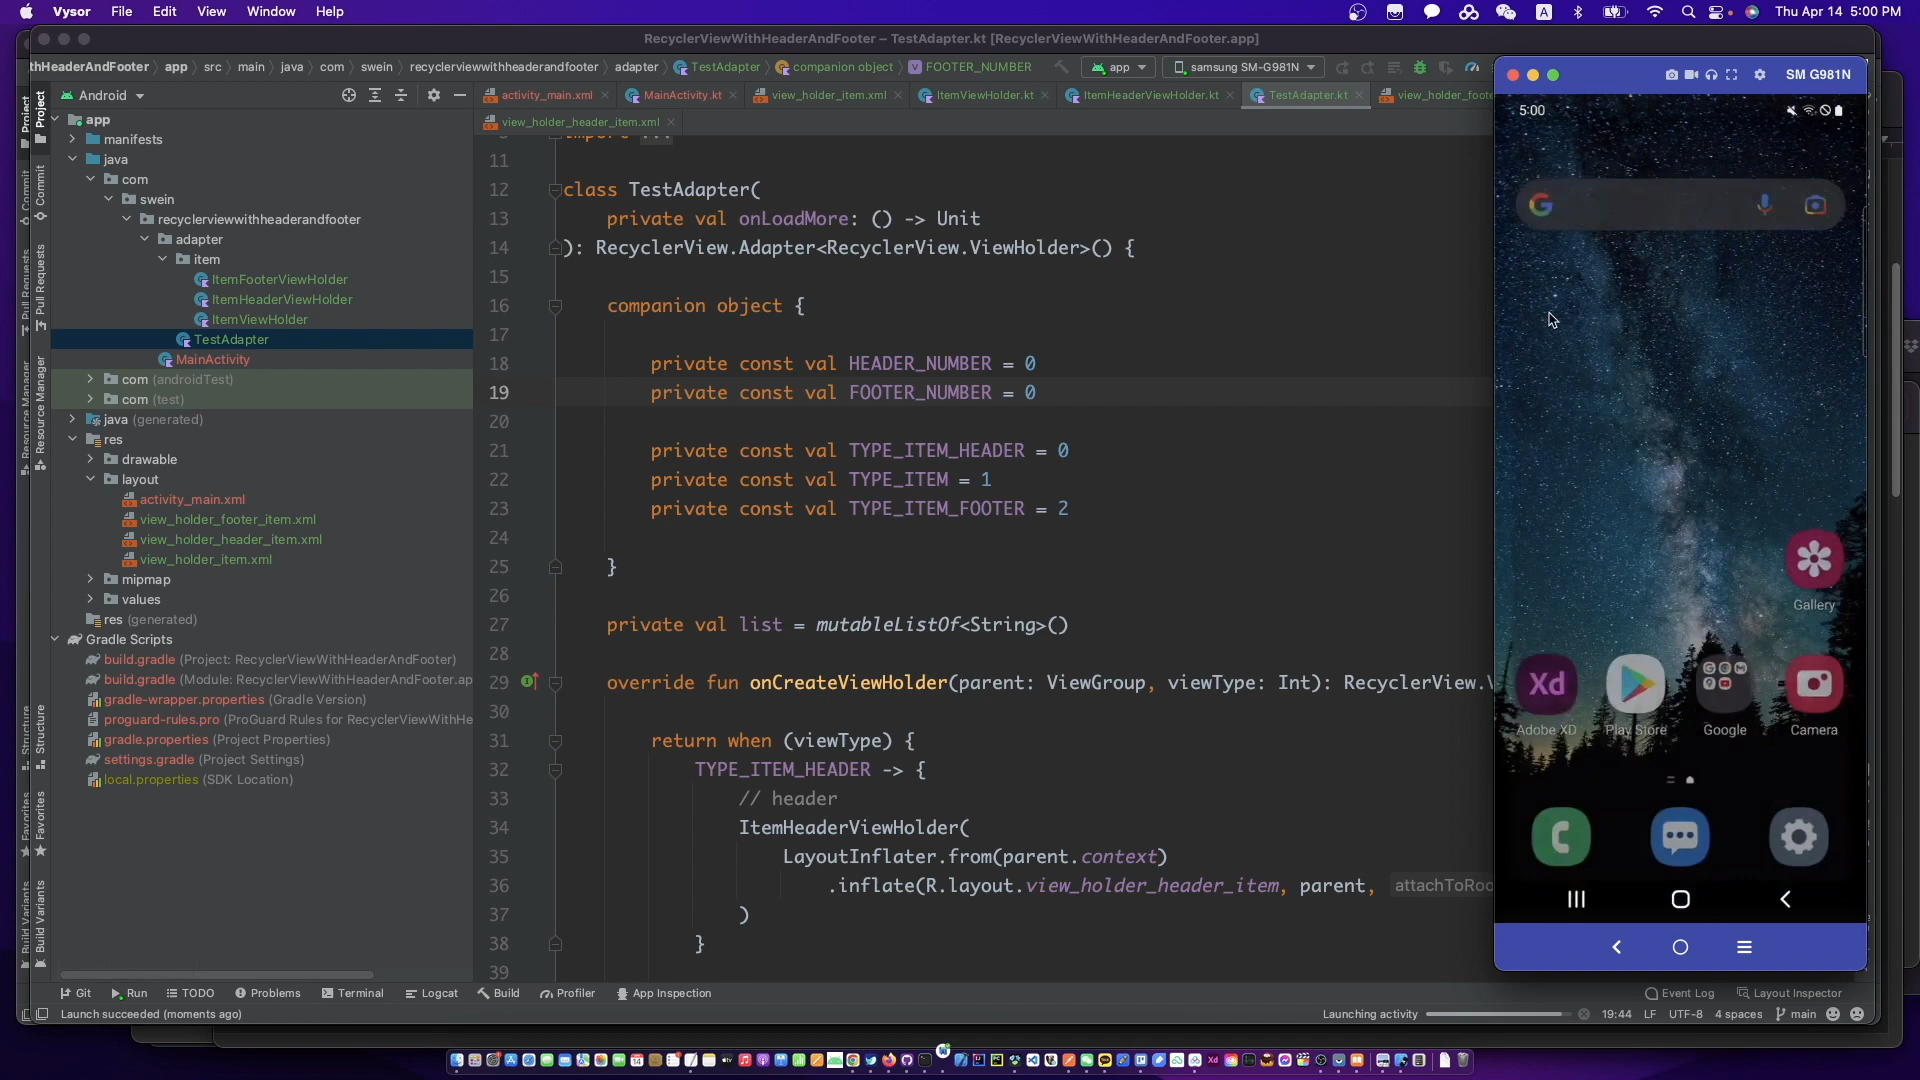 Vysor File Edit View Window Help
A
Thu Apr 14 5:00 PM
RecyclerViewWithHeaderAndFooter – TestAdapter.kt [RecyclerViewWithHeaderAndFooter.app]
thHeaderAndFooter app src main java com swein recyclerviewwithheaderandfooter adapter TestAdapter companion object FOOTER_NUMBER
app samsung SM-G981N
SM G981N
Android
activity_main.xml MainActivity.kt view_holder_item.xml ItemViewHolder.kt ItemHeaderViewHolder.kt TestAdapter.kt view_holder_foote
view_holder_header_item.xml
Project
Commit
Pull Requests
Resource Manager
Structure
Favorites
Build Variants
app
manifests
java
com
swein
recyclerviewwithheaderandfooter
adapter
item
ItemFooterViewHolder
ItemHeaderViewHolder
ItemViewHolder
TestAdapter
MainActivity
com (androidTest)
com (test)
java (generated)
res
drawable
layout
activity_main.xml
view_holder_footer_item.xml
view_holder_header_item.xml
view_holder_item.xml
mipmap
values
res (generated)
Gradle Scripts
build.gradle (Project: RecyclerViewWithHeaderAndFooter)
build.gradle (Module: RecyclerViewWithHeaderAndFooter.ap
gradle-wrapper.properties (Gradle Version)
proguard-rules.pro (ProGuard Rules for RecyclerViewWithHe
gradle.properties (Project Properties)
settings.gradle (Project Settings)
local.properties (SDK Location)
import ...
11
12 class TestAdapter(
13 private val onLoadMore: () -> Unit
14 ): RecyclerView.Adapter<RecyclerView.ViewHolder>() {
15
16 companion object {
17
18 private const val HEADER_NUMBER = 0
19 private const val FOOTER_NUMBER = 0
20
21 private const val TYPE_ITEM_HEADER = 0
22 private const val TYPE_ITEM = 1
23 private const val TYPE_ITEM_FOOTER = 2
24
25 }
26
27 private val list = mutableListOf<String>()
28
29 override fun onCreateViewHolder(parent: ViewGroup, viewType: Int): RecyclerView.V
30
31 return when (viewType) {
32 TYPE_ITEM_HEADER -> {
33 // header
34 ItemHeaderViewHolder(
35 LayoutInflater.from(parent.context)
36 .inflate(R.layout.view_holder_header_item, parent, attachToRoo
37 )
38 }
39
5:00
Gallery
Xd
Adobe XD Play Store Google Camera
Git Run TODO Problems Terminal Logcat Build Profiler App Inspection
Event Log Layout Inspector
Launch succeeded (moments ago)
Launching activity
19:44 LF UTF-8 4 spaces main